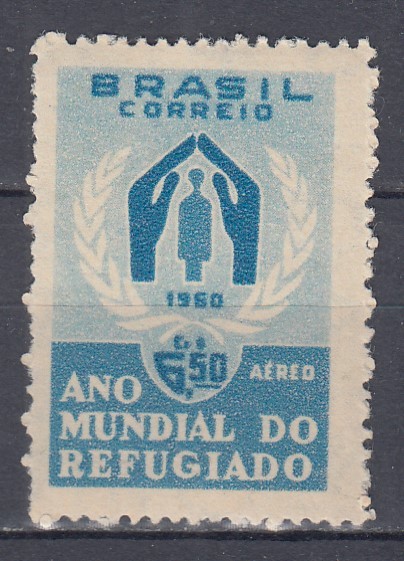 BRASIL
CORREIO
1960
Cr $
6,50
AÉREO
ANO
MUNDIAL DO
REFUGIADO